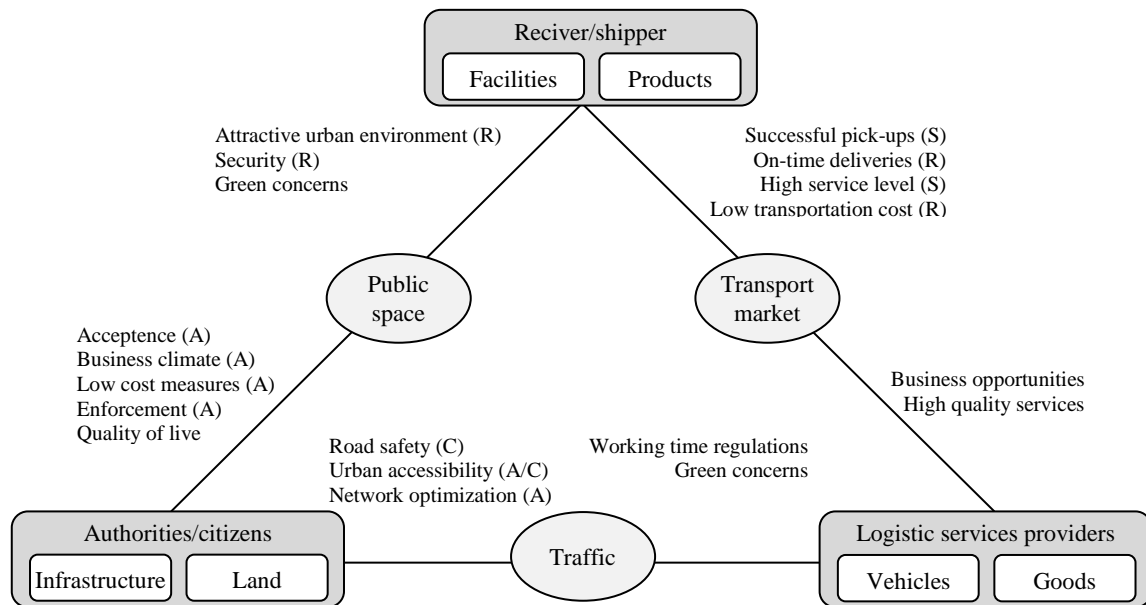 Reciver/shipper
Facilities
Products
Attractive urban environment (R)
Security (R)
Green concerns
Successful pick-ups (S)
On-time deliveries (R)
High service level (S)
Low transportation cost (R)
Public
space
Transport
market
Acceptence (A)
Business climate (A)
Low cost measures (A)
Enforcement (A)
Quality of live
Business opportunities
High quality services
Road safety (C)
Urban accessibility (A/C)
Network optimization (A)
Working time regulations
Green concerns
Authorities/citizens
Infrastructure
Land
Traffic
Logistic services providers
Vehicles
Goods